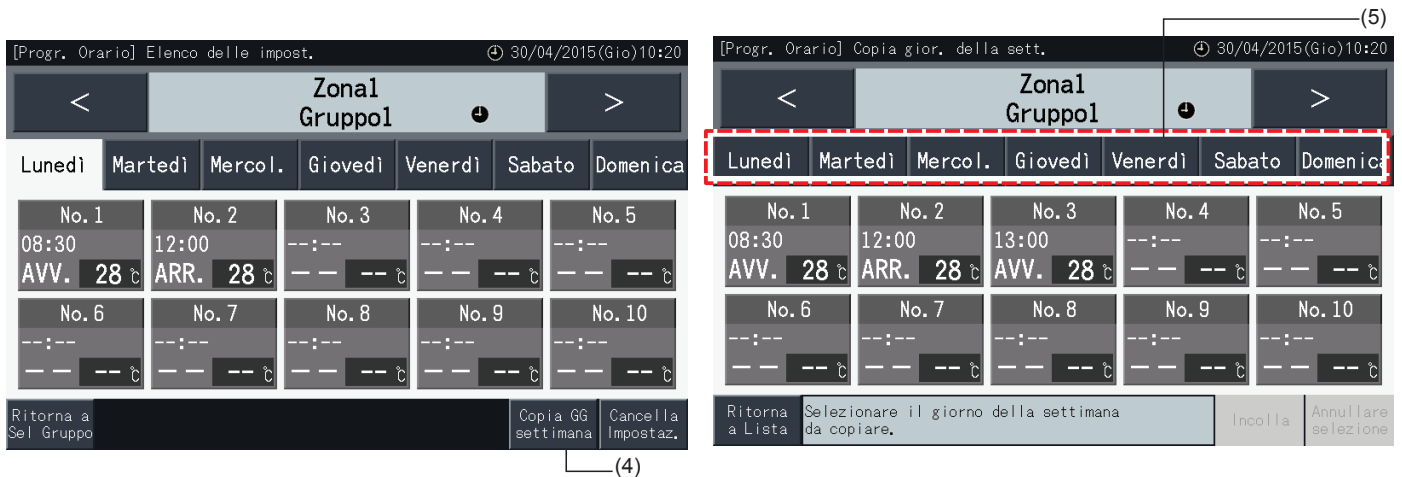 (5)
[Progr. Orario] Elenco delle impost. 30/04/2015(Gio)10:20
< Zona1 >
Gruppo1
Lunedì Martedì Mercol. Giovedì Venerdì Sabato Domenica
No.1 No.2 No.3 No.4 No.5
08:30 12:00 --:-- --:-- --:--
AVV. 28 ℃ ARR. 28 ℃ — — -- ℃ — — -- ℃ — — -- ℃
No.6 No.7 No.8 No.9 No.10
--:-- --:-- --:-- --:-- --:--
— — -- ℃ — — -- ℃ — — -- ℃ — — -- ℃ — — -- ℃
Ritorna a Copia GG Cancella
Sel Gruppo settimana Impostaz.
(4)
[Progr. Orario] Copia gior. della sett. 30/04/2015(Gio)10:20
< Zona1 >
Gruppo1
Lunedì Martedì Mercol. Giovedì Venerdì Sabato Domenica
No.1 No.2 No.3 No.4 No.5
08:30 12:00 13:00 --:-- --:--
AVV. 28 ℃ ARR. 28 ℃ AVV. 28 ℃ — — -- ℃ — — -- ℃
No.6 No.7 No.8 No.9 No.10
--:-- --:-- --:-- --:-- --:--
— — -- ℃ — — -- ℃ — — -- ℃ — — -- ℃ — — -- ℃
Ritorna Selezionare il giorno della settimana Incolla Annullare
a Lista da copiare. selezione